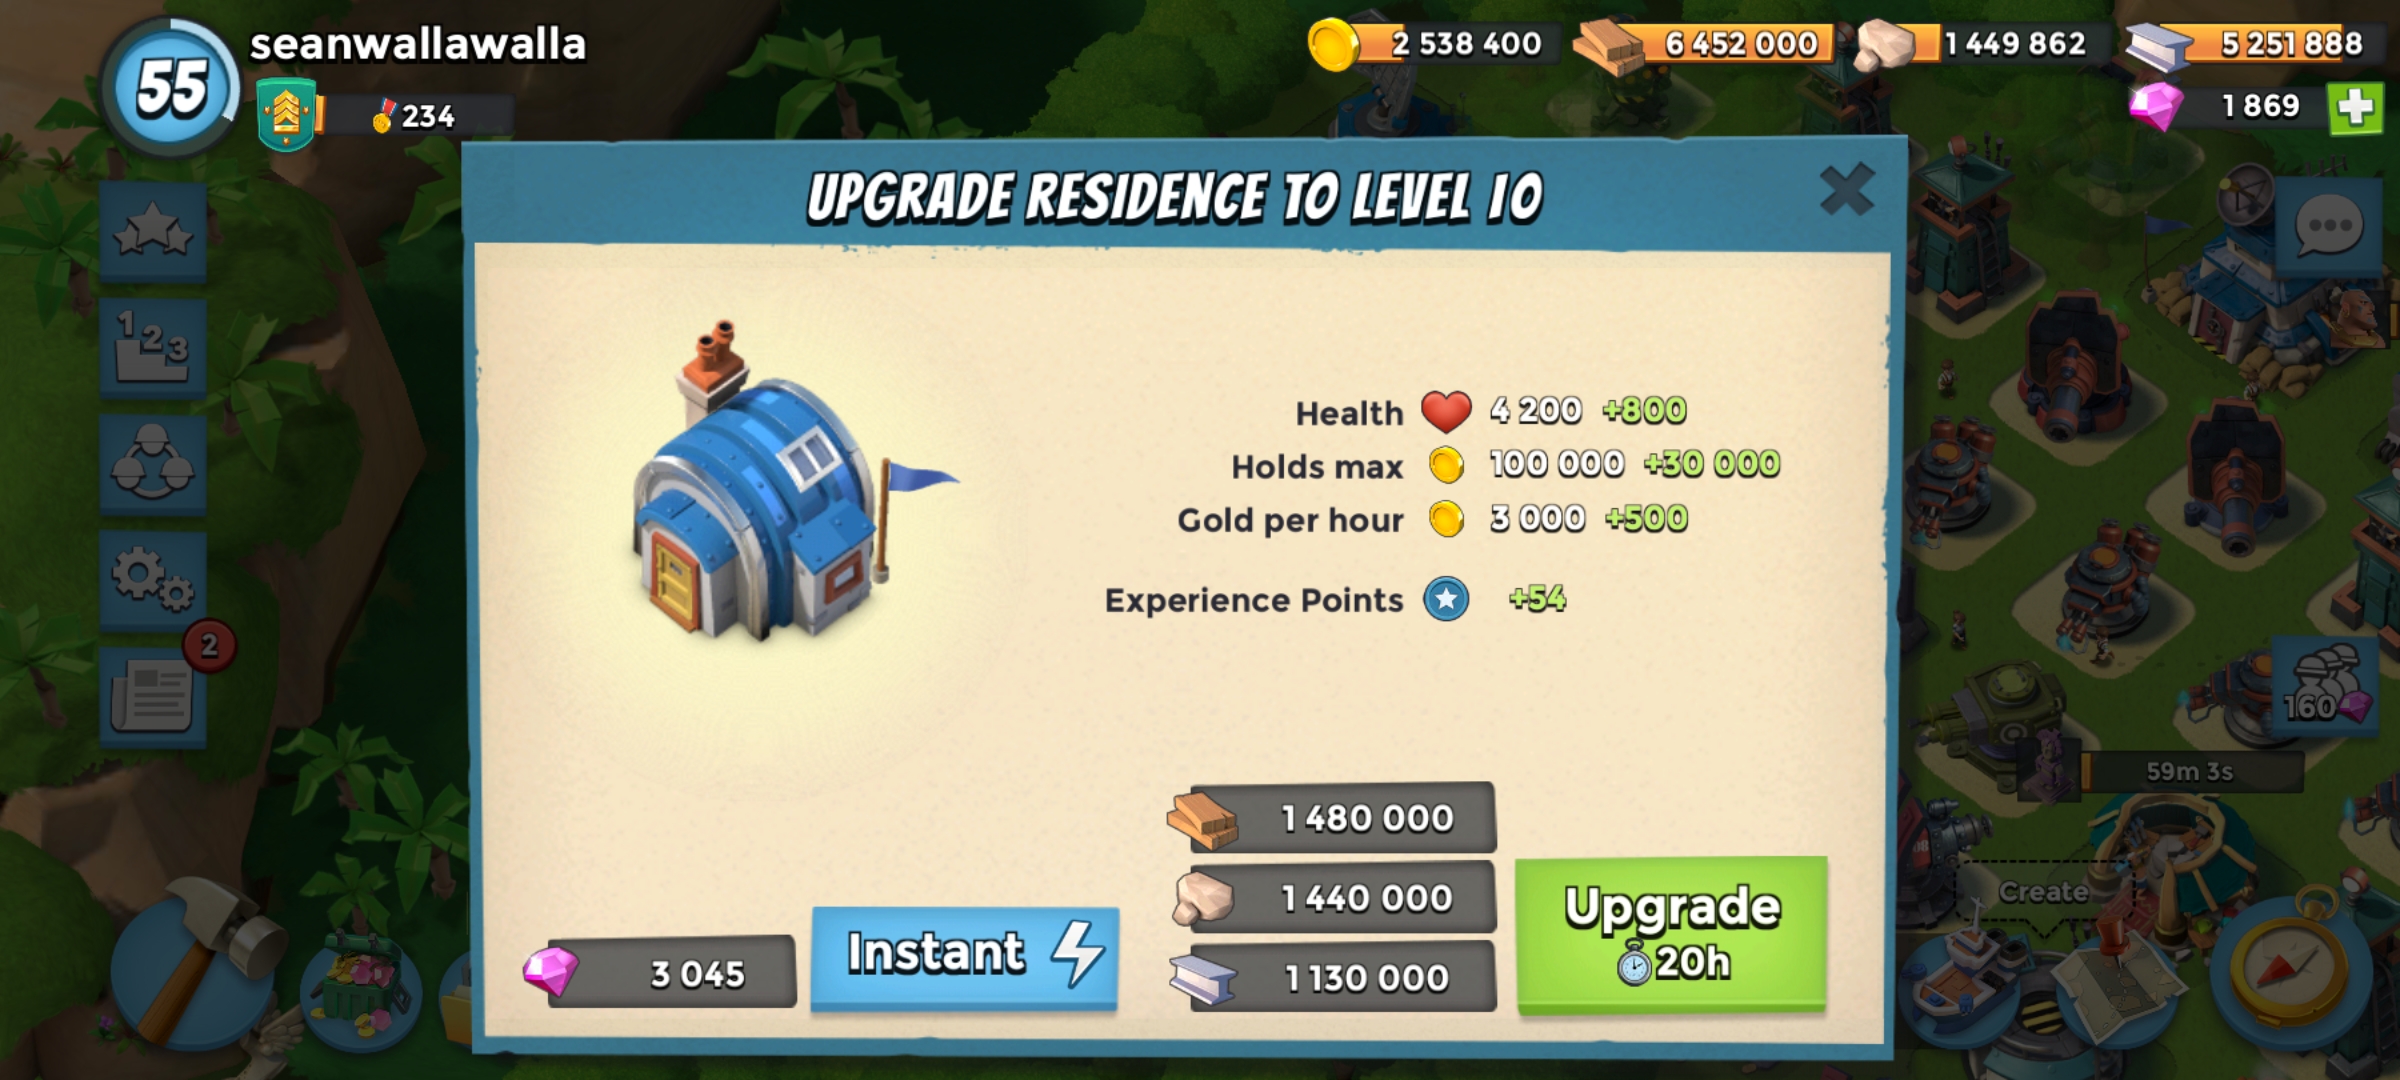 55
seanwallawalla
234
2 538 400
6 452 000
1 449 862
5 251 888
1 869
UPGRADE RESIDENCE TO LEVEL 10
1 2 3
2
Health 4 200 +800
Holds max 100 000 +30 000
Gold per hour 3 000 +500
Experience Points +54
160
59m 3s
Create
1 480 000
1 440 000
1 130 000
3 045
Instant
Upgrade
20h